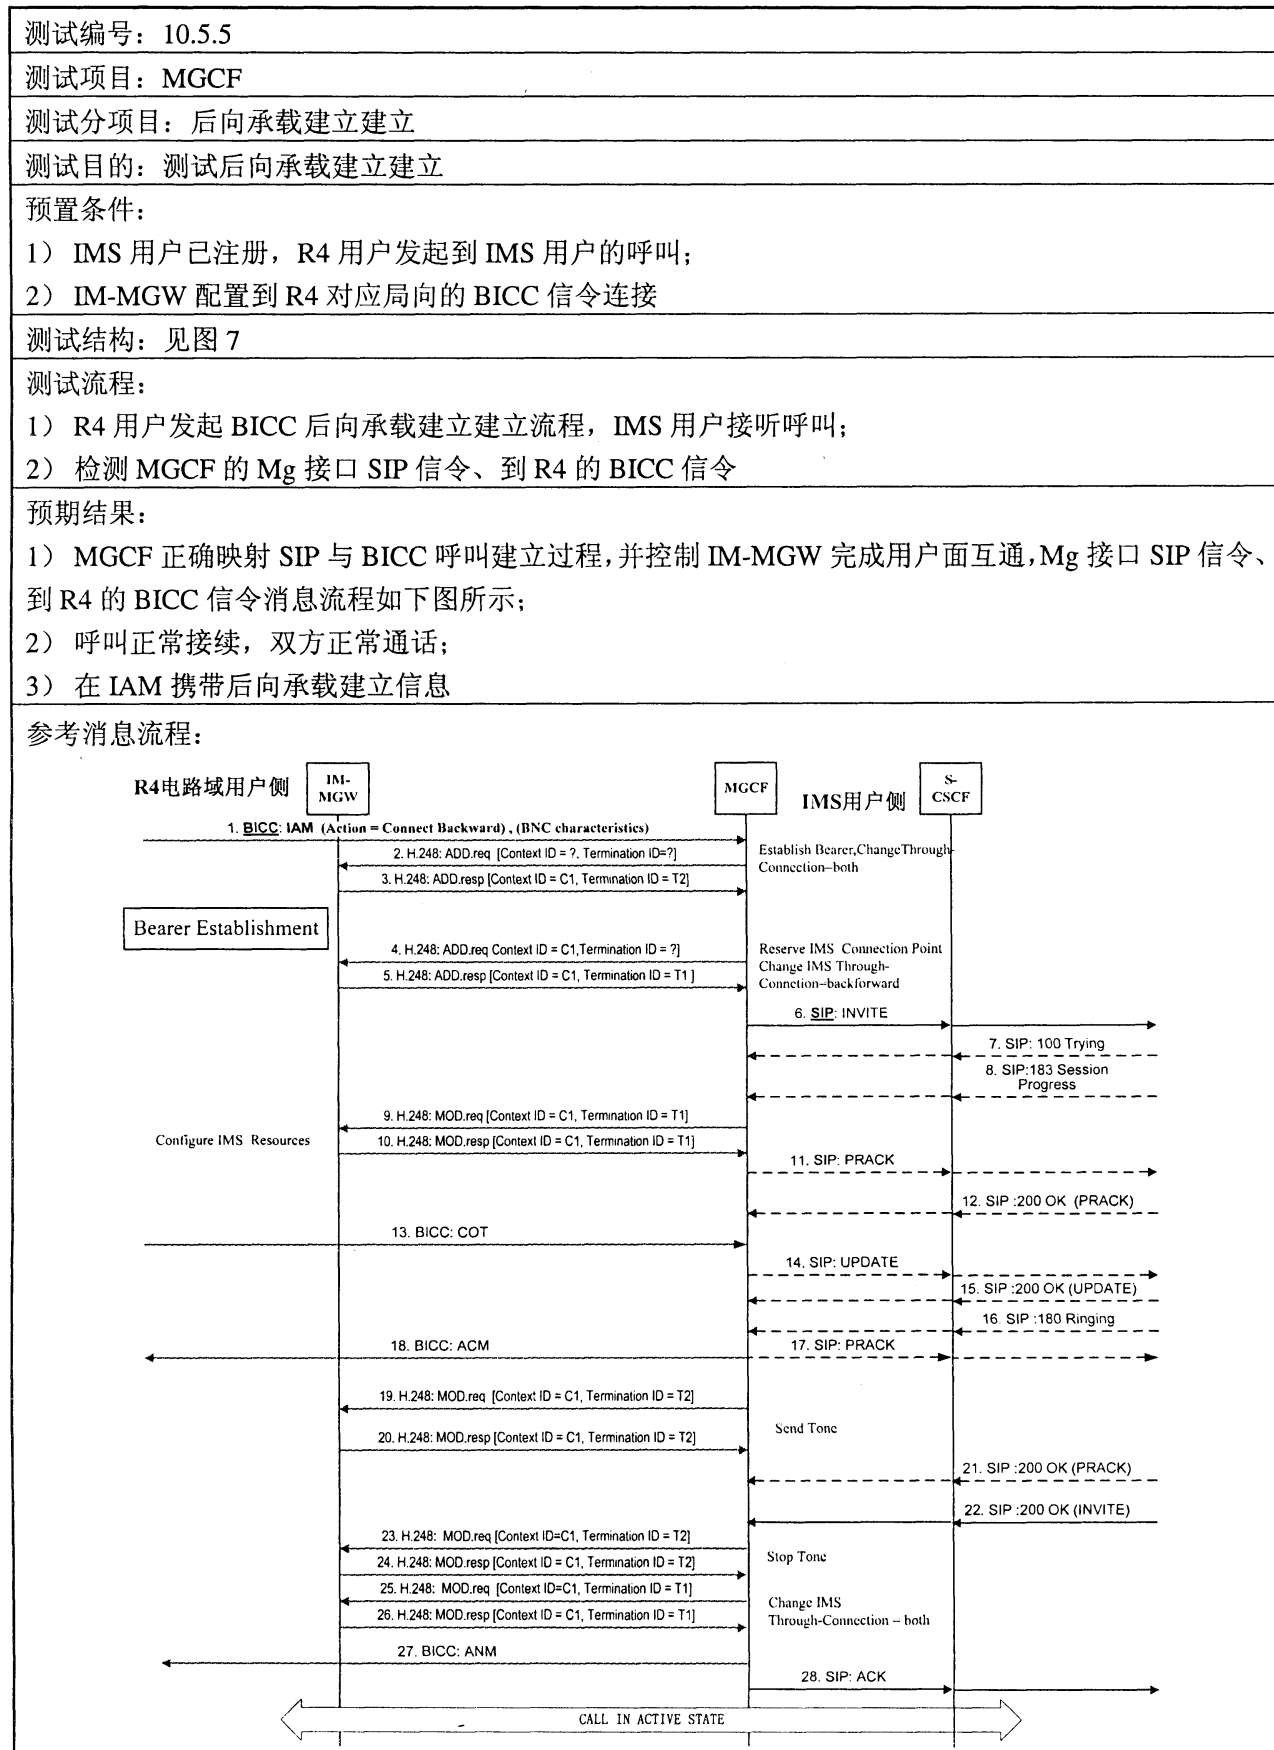 测试编号：10.5.5
测试项目：MGCF
测试分项目：后向承载建立建立
测试目的：测试后向承载建立建立
预置条件：
1） IMS 用户已注册，R4 用户发起到 IMS 用户的呼叫；
2） IM-MGW 配置到 R4 对应局向的 BICC 信令连接
测试结构：见图 7
测试流程：
1） R4 用户发起 BICC 后向承载建立建立流程，IMS 用户接听呼叫；
2） 检测 MGCF 的 Mg 接口 SIP 信令、到 R4 的 BICC 信令
预期结果：
1） MGCF 正确映射 SIP 与 BICC 呼叫建立过程，并控制 IM-MGW 完成用户面互通，Mg 接口 SIP 信令、
到 R4 的 BICC 信令消息流程如下图所示；
2） 呼叫正常接续，双方正常通话；
3） 在 IAM 携带后向承载建立信息
参考消息流程：
R4电路域用户侧
IM-
MGW
MGCF
IMS用户侧
S-
CSCF
1. BICC: IAM (Action = Connect Backward) , (BNC characteristics)
2. H.248: ADD.req [Context ID = ?, Termination ID=?]
Establish Bearer,ChangeThrough-
Connection–both
3. H.248: ADD.resp [Context ID = C1, Termination ID = T2]
Bearer Establishment
4. H.248: ADD.req Context ID = C1,Termination ID = ?]
Reserve IMS Connection Point
Change IMS Through-
Connction–backforward
5. H.248: ADD.resp [Context ID = C1, Termination ID = T1 ]
6. SIP: INVITE
7. SIP: 100 Trying
8. SIP:183 Session
Progress
9. H.248: MOD.req [Context ID = C1, Termination ID = T1]
Configure IMS Resources
10. H.248: MOD.resp [Context ID = C1, Termination ID = T1]
11. SIP: PRACK
12. SIP :200 OK (PRACK)
13. BICC: COT
14. SIP: UPDATE
15. SIP :200 OK (UPDATE)
16. SIP :180 Ringing
18. BICC: ACM
17. SIP: PRACK
19. H.248: MOD.req [Context ID = C1, Termination ID = T2]
Send Tone
20. H.248: MOD.resp [Context ID = C1, Termination ID = T2]
21. SIP :200 OK (PRACK)
22. SIP :200 OK (INVITE)
23. H.248: MOD.req [Context ID=C1, Termination ID = T2]
Stop Tone
24. H.248: MOD.resp [Context ID = C1, Termination ID = T2]
25. H.248: MOD.req [Context ID=C1, Termination ID = T1]
Change IMS
Through-Connection – both
26. H.248: MOD.resp [Context ID = C1, Termination ID = T1]
27. BICC: ANM
28. SIP: ACK
CALL IN ACTIVE STATE